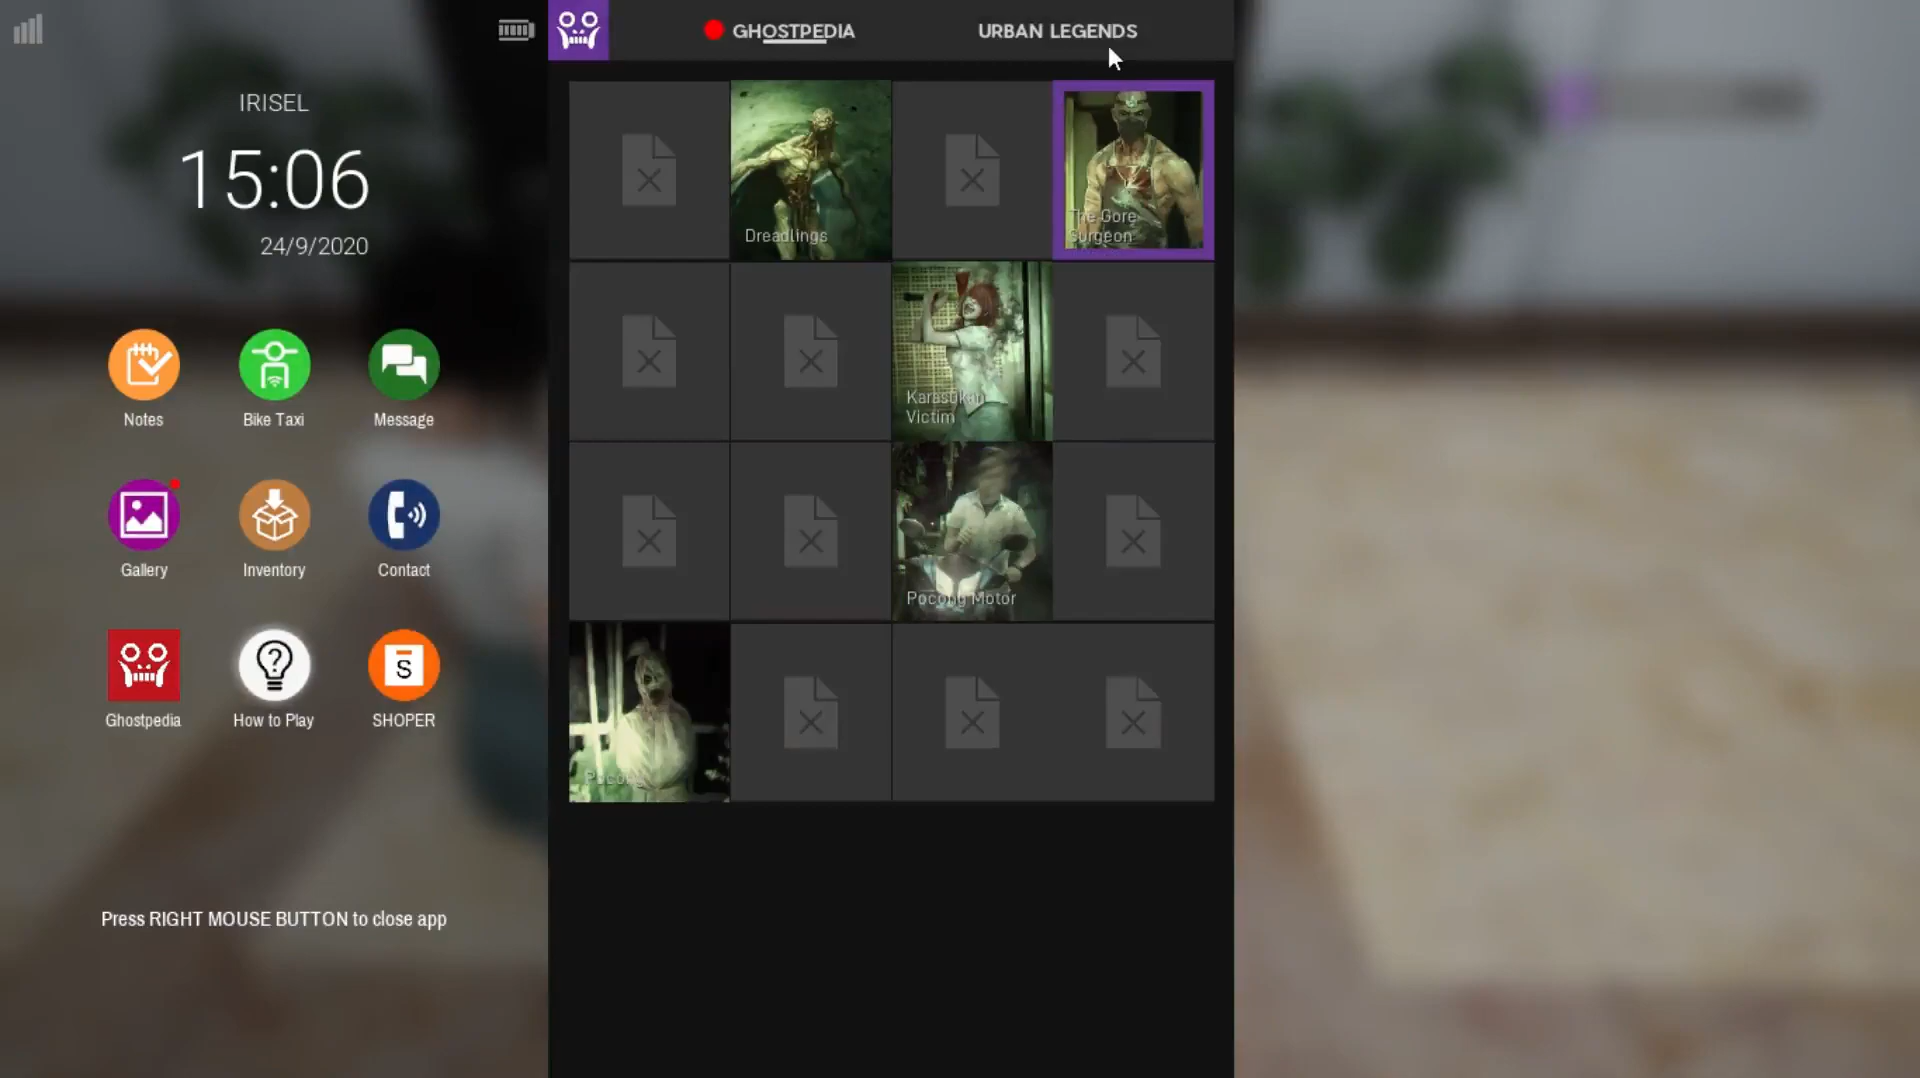 IRISEL
15:06
24/9/2020
Notes
Bike Taxi
Message
Gallery
Inventory
Contact
Ghostpedia
How to Play
S
SHOPER
Press RIGHT MOUSE BUTTON to close app
GHOSTPEDIA
URBAN LEGENDS
Dreadlings
The Gore
Surgeon
Karasukan
Victim
Pocong Motor
Pocong